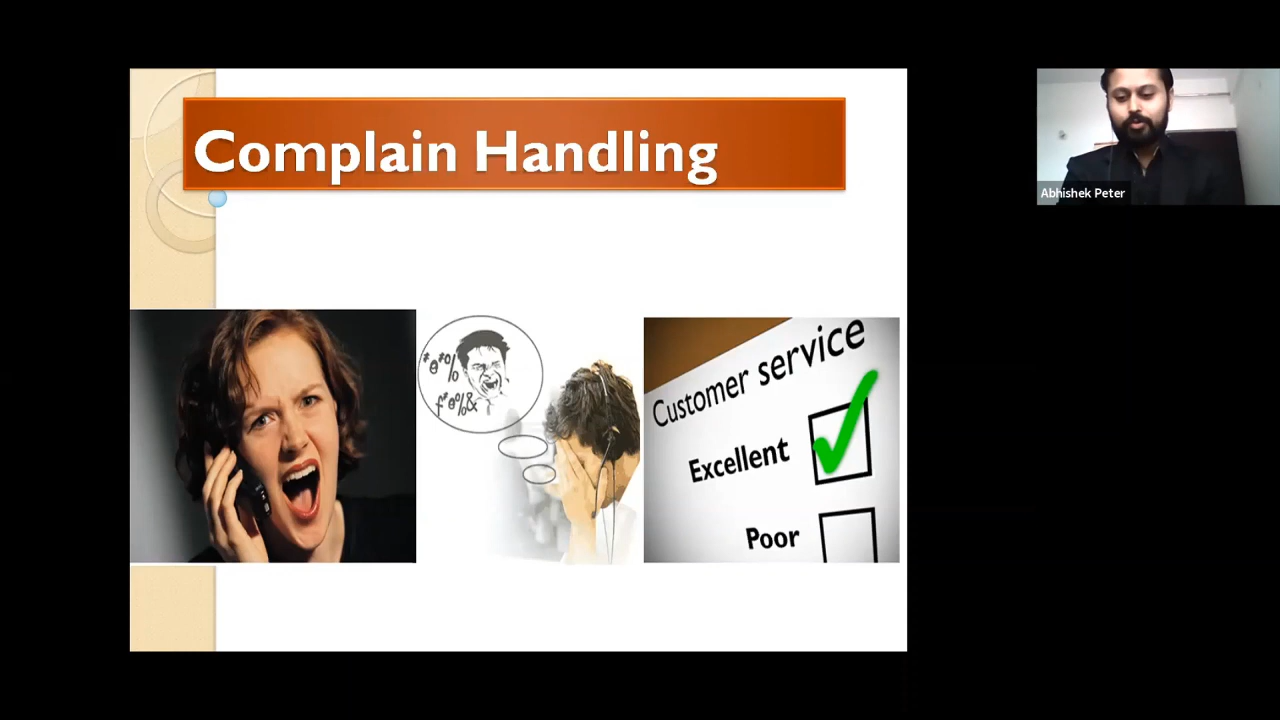 Complain Handling
Abhishek Peter
*@*%
f*@%&
Customer service
Excellent
Poor